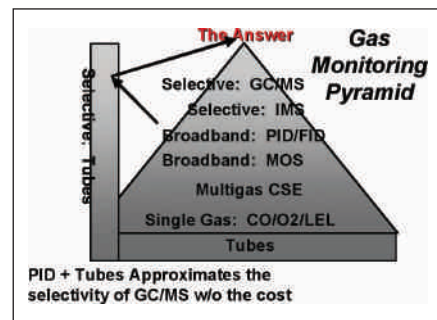 The Answer
Gas
Monitoring
Pyramid
Selective: Tubes
Selective: GC/MS
Selective: IMS
Broadband: PID/FID
Broadband: MOS
Multigas CSE
Single Gas: CO/O2/LEL
Tubes
PID + Tubes Approximates the
selectivity of GC/MS w/o the cost